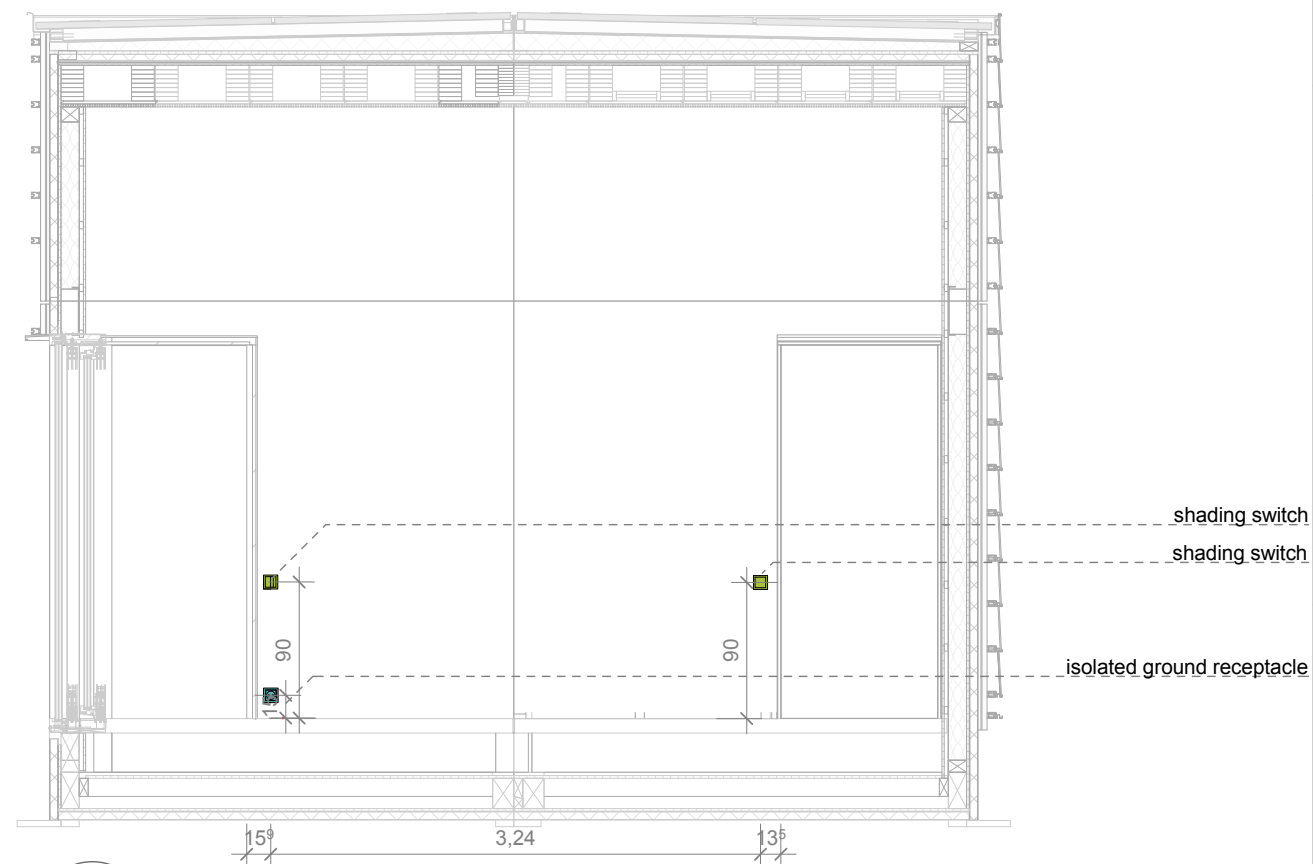 shading switch
shading switch
90
90
isolated ground receptacle
15⁹
3,24
13⁵